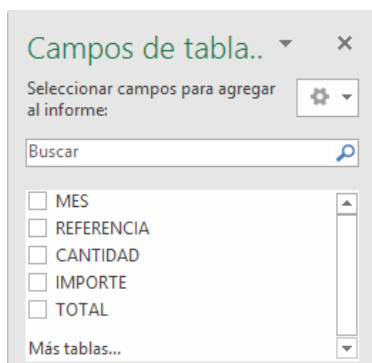 Campos de tabla..
Seleccionar campos para agregar
al informe:
Buscar
MES
REFERENCIA
CANTIDAD
IMPORTE
TOTAL
Más tablas...